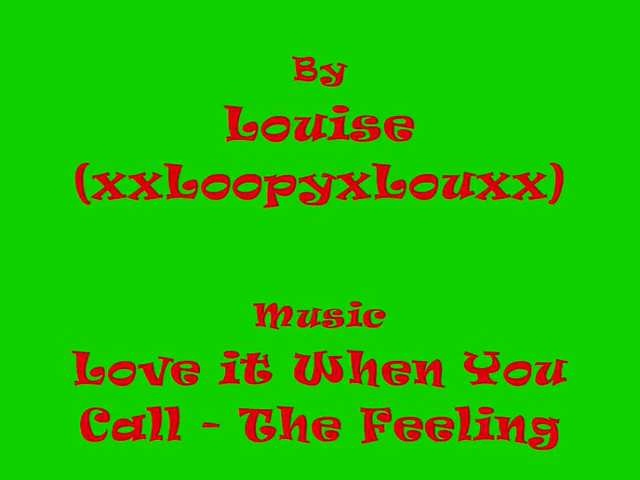 By
Louise
(xxLoopyxLouxx)
Music
Love it When You
Call - The Feeling